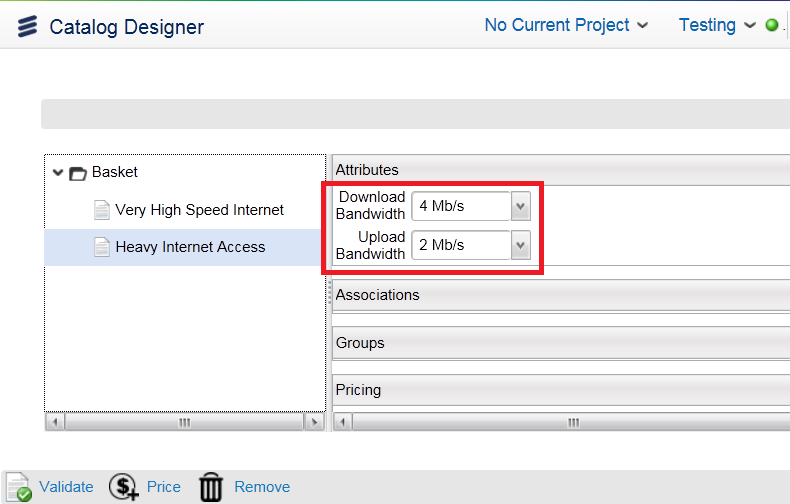 Catalog Designer
No Current Project
Testing
Basket
Very High Speed Internet
Heavy Internet Access
Attributes
Download
Bandwidth
4 Mb/s
Upload
Bandwidth
2 Mb/s
Associations
Groups
Pricing
Validate
Price
Remove